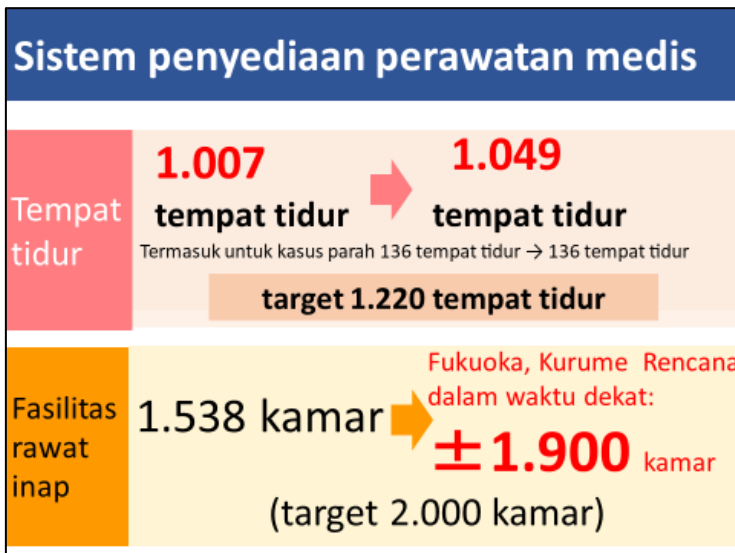 Sistem penyediaan perawatan medis
Tempat tidur
1.007 tempat tidur
1.049 tempat tidur
Termasuk untuk kasus parah 136 tempat tidur → 136 tempat tidur
target 1.220 tempat tidur
Fasilitas rawat inap
1.538 kamar
Fukuoka, Kurume Rencana
dalam waktu dekat:
±1.900 kamar
(target 2.000 kamar)